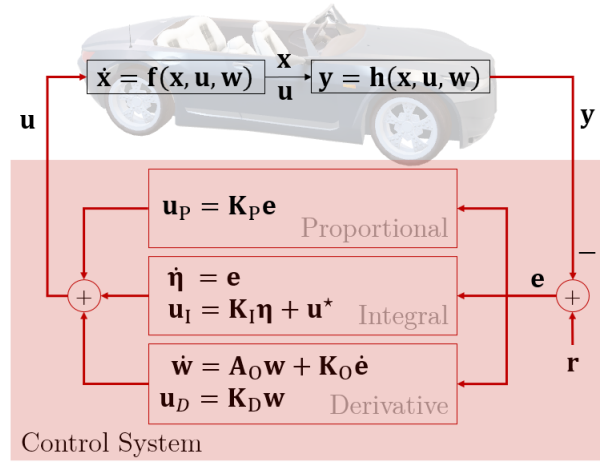 x
ẋ = f(x, u, w)
y = h(x, u, w)
u
u
y
u_P = K_P e
Proportional
−
η̇ = e
e
+
+
u_I = K_I η + u⋆
Integral
ẇ = A_O w + K_O ė
r
u_D = K_D w
Derivative
Control System